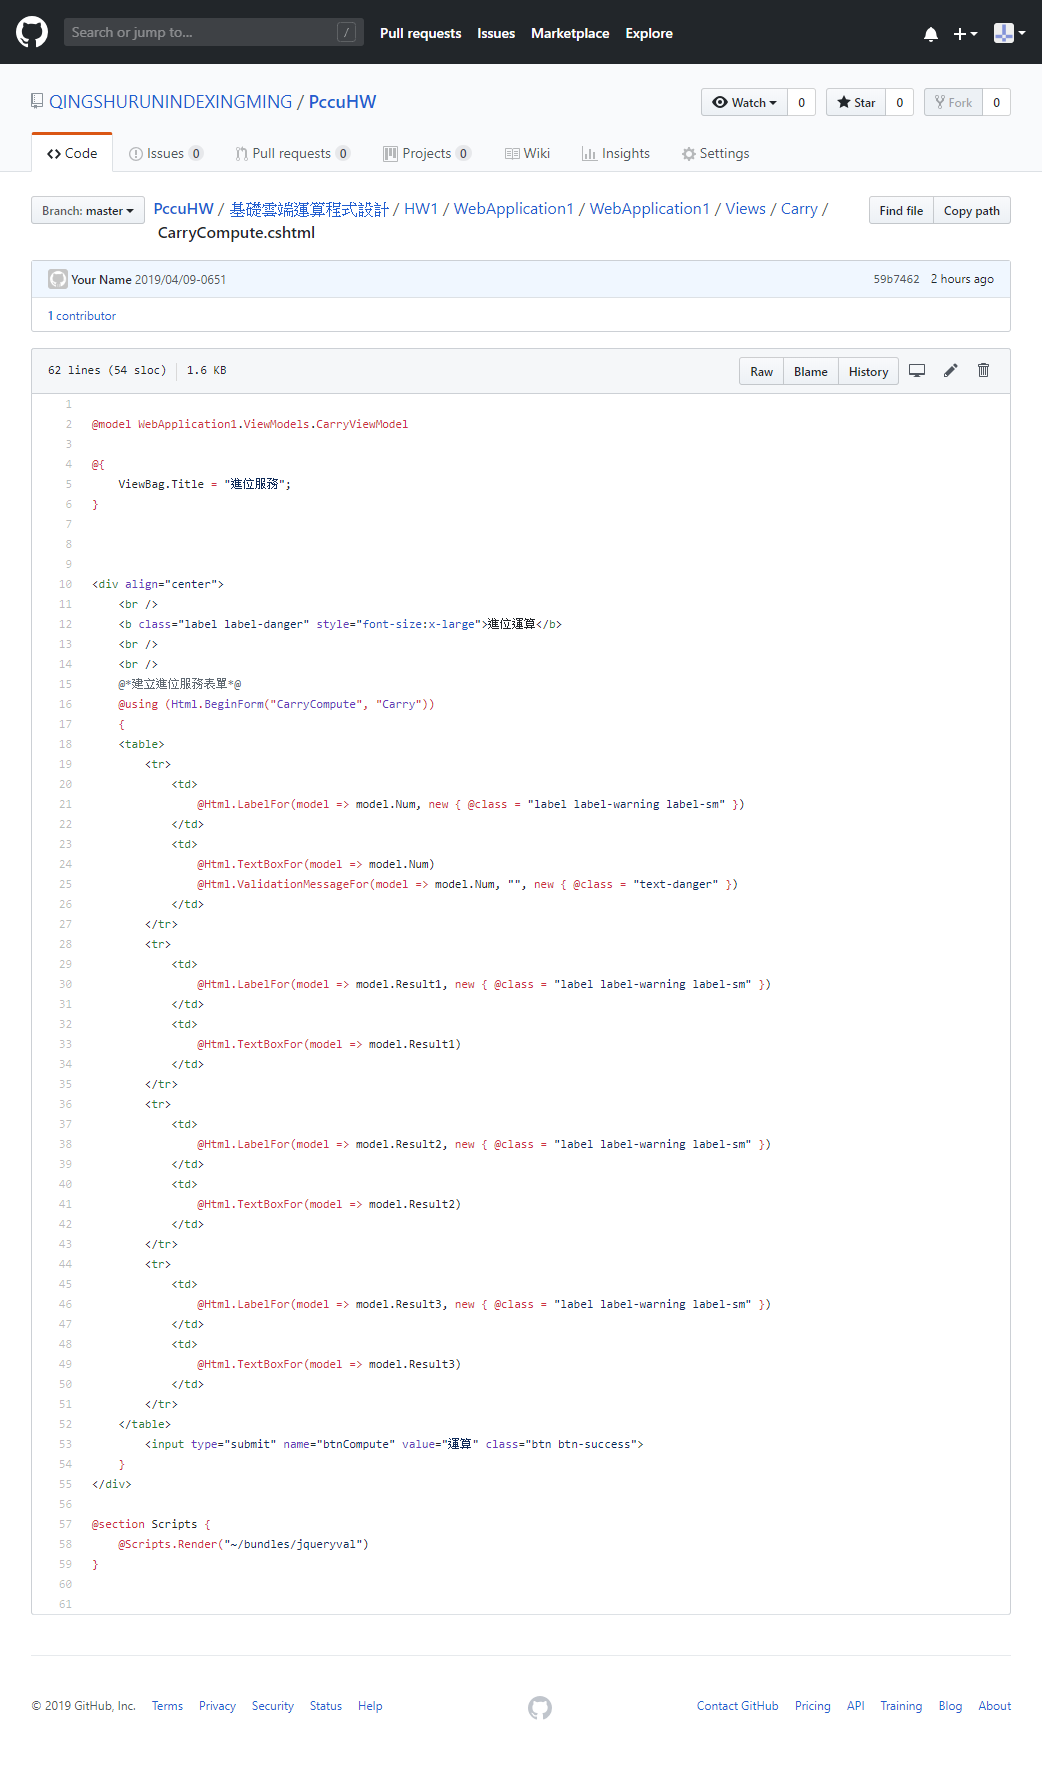 Search or jump to... /
Pull requests Issues Marketplace Explore
QINGSHURUNINDEXINGMING / PccuHW
Watch 0 Star 0 Fork 0
Code Issues 0 Pull requests 0 Projects 0 Wiki Insights Settings
Branch: master PccuHW / 基礎雲端運算程式設計 / HW1 / WebApplication1 / WebApplication1 / Views / Carry / Find file Copy path
CarryCompute.cshtml
Your Name 2019/04/09-0651 59b7462 2 hours ago
1 contributor
62 lines (54 sloc) 1.6 KB Raw Blame History
1
2 @model WebApplication1.ViewModels.CarryViewModel
3
4 @{
5 ViewBag.Title = "進位服務";
6 }
7
8
9
10 <div align="center">
11 <br />
12 <b class="label label-danger" style="font-size:x-large">進位運算</b>
13 <br />
14 <br />
15 @*建立進位服務表單*@
16 @using (Html.BeginForm("CarryCompute", "Carry"))
17 {
18 <table>
19 <tr>
20 <td>
21 @Html.LabelFor(model => model.Num, new { @class = "label label-warning label-sm" })
22 </td>
23 <td>
24 @Html.TextBoxFor(model => model.Num)
25 @Html.ValidationMessageFor(model => model.Num, "", new { @class = "text-danger" })
26 </td>
27 </tr>
28 <tr>
29 <td>
30 @Html.LabelFor(model => model.Result1, new { @class = "label label-warning label-sm" })
31 </td>
32 <td>
33 @Html.TextBoxFor(model => model.Result1)
34 </td>
35 </tr>
36 <tr>
37 <td>
38 @Html.LabelFor(model => model.Result2, new { @class = "label label-warning label-sm" })
39 </td>
40 <td>
41 @Html.TextBoxFor(model => model.Result2)
42 </td>
43 </tr>
44 <tr>
45 <td>
46 @Html.LabelFor(model => model.Result3, new { @class = "label label-warning label-sm" })
47 </td>
48 <td>
49 @Html.TextBoxFor(model => model.Result3)
50 </td>
51 </tr>
52 </table>
53 <input type="submit" name="btnCompute" value="運算" class="btn btn-success">
54 }
55 </div>
56
57 @section Scripts {
58 @Scripts.Render("~/bundles/jqueryval")
59 }
60
61
© 2019 GitHub, Inc. Terms Privacy Security Status Help Contact GitHub Pricing API Training Blog About